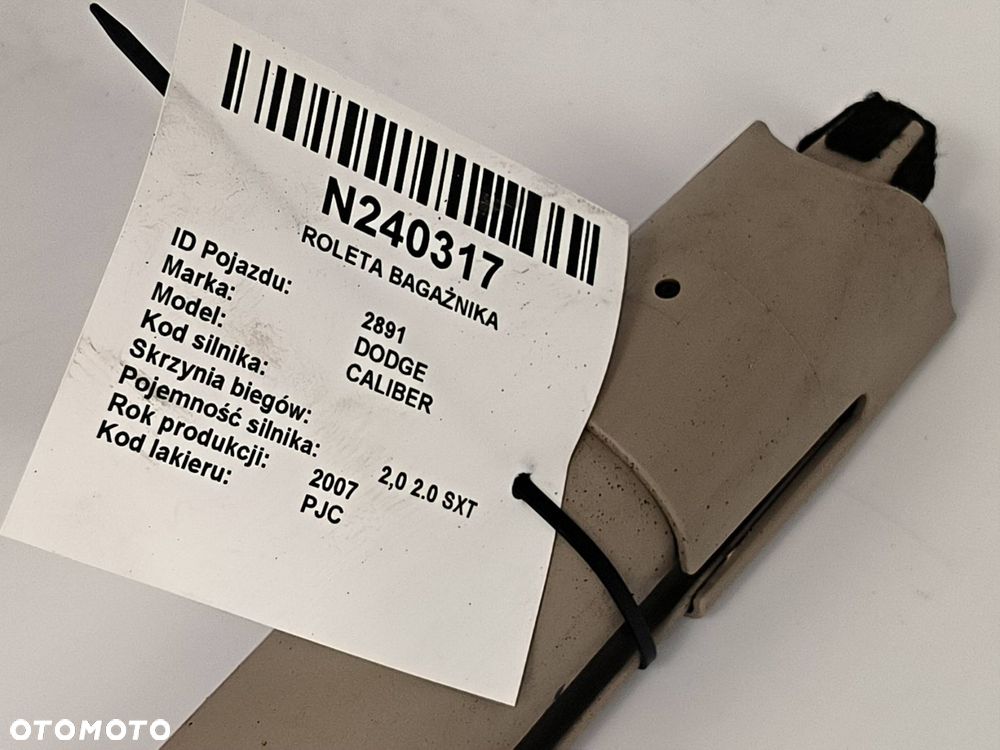 N240317
ROLETA BAGAŻNIKA
ID Pojazdu: 2891
Marka: DODGE
Model: CALIBER
Kod silnika:
Skrzynia biegów:
Pojemność silnika: 2,0 2.0 SXT
Rok produkcji: 2007
Kod lakieru: PJC
OTOMOTO